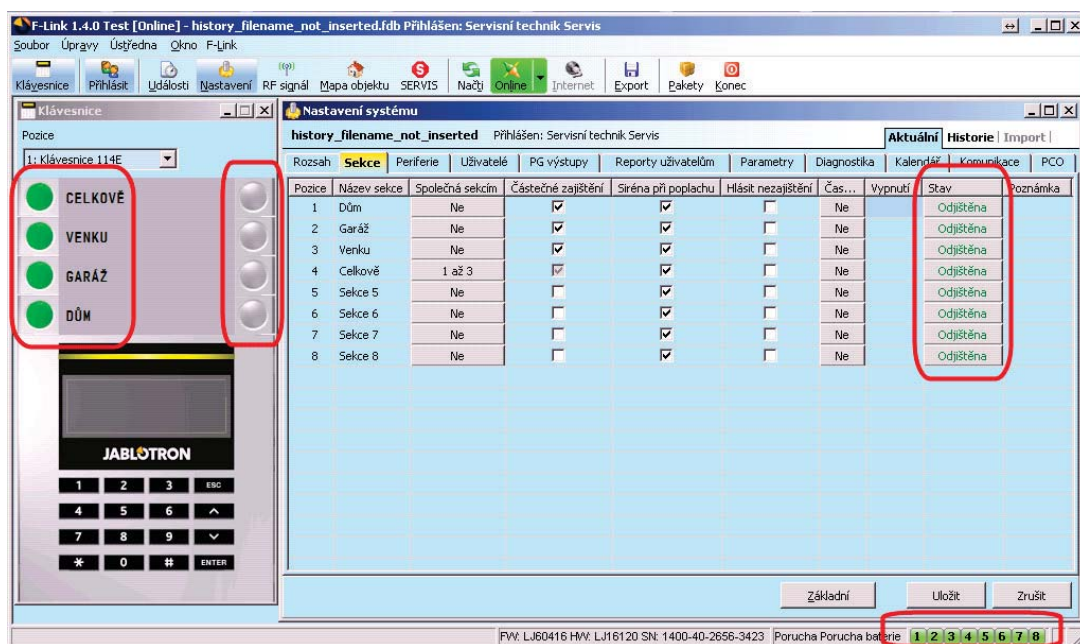 F-Link 1.4.0 Test [Online] - history_filename_not_inserted.fdb Přihlášen: Servisní technik Servis
Soubor Úpravy Ústředna Okno F-Link
Klávesnice Přihlásit Události Nastavení RF signál Mapa objektu SERVIS Načti Online Internet Export Pakety Konec
Klávesnice
Pozice
1: Klávesnice 114E
CELKOVĚ
VENKU
GARÁŽ
DŮM
JABLOTRON
1 2 3 ESC
4 5 6
7 8 9
* 0 # ENTER
Nastavení systému
history_filename_not_inserted Přihlášen: Servisní technik Servis Aktuální Historie Import
Rozsah Sekce Periferie Uživatelé PG výstupy Reporty uživatelům Parametry Diagnostika Kalendář Komunikace PCO
Pozice Název sekce Společná sekcím Částečné zajištění Siréna při poplachu Hlásit nezajištění Čas... Vypnutí Stav Poznámka
1 Dům Ne Ne Odjištěna
2 Garáž Ne Ne Odjištěna
3 Venku Ne Ne Odjištěna
4 Celkově 1 až 3 Ne Odjištěna
5 Sekce 5 Ne Ne Odjištěna
6 Sekce 6 Ne Ne Odjištěna
7 Sekce 7 Ne Ne Odjištěna
8 Sekce 8 Ne Ne Odjištěna
Základní Uložit Zrušit
FW: LJ60416 HW: LJ16120 SN: 1400-40-2656-3423 Porucha Porucha baterie 1 2 3 4 5 6 7 8